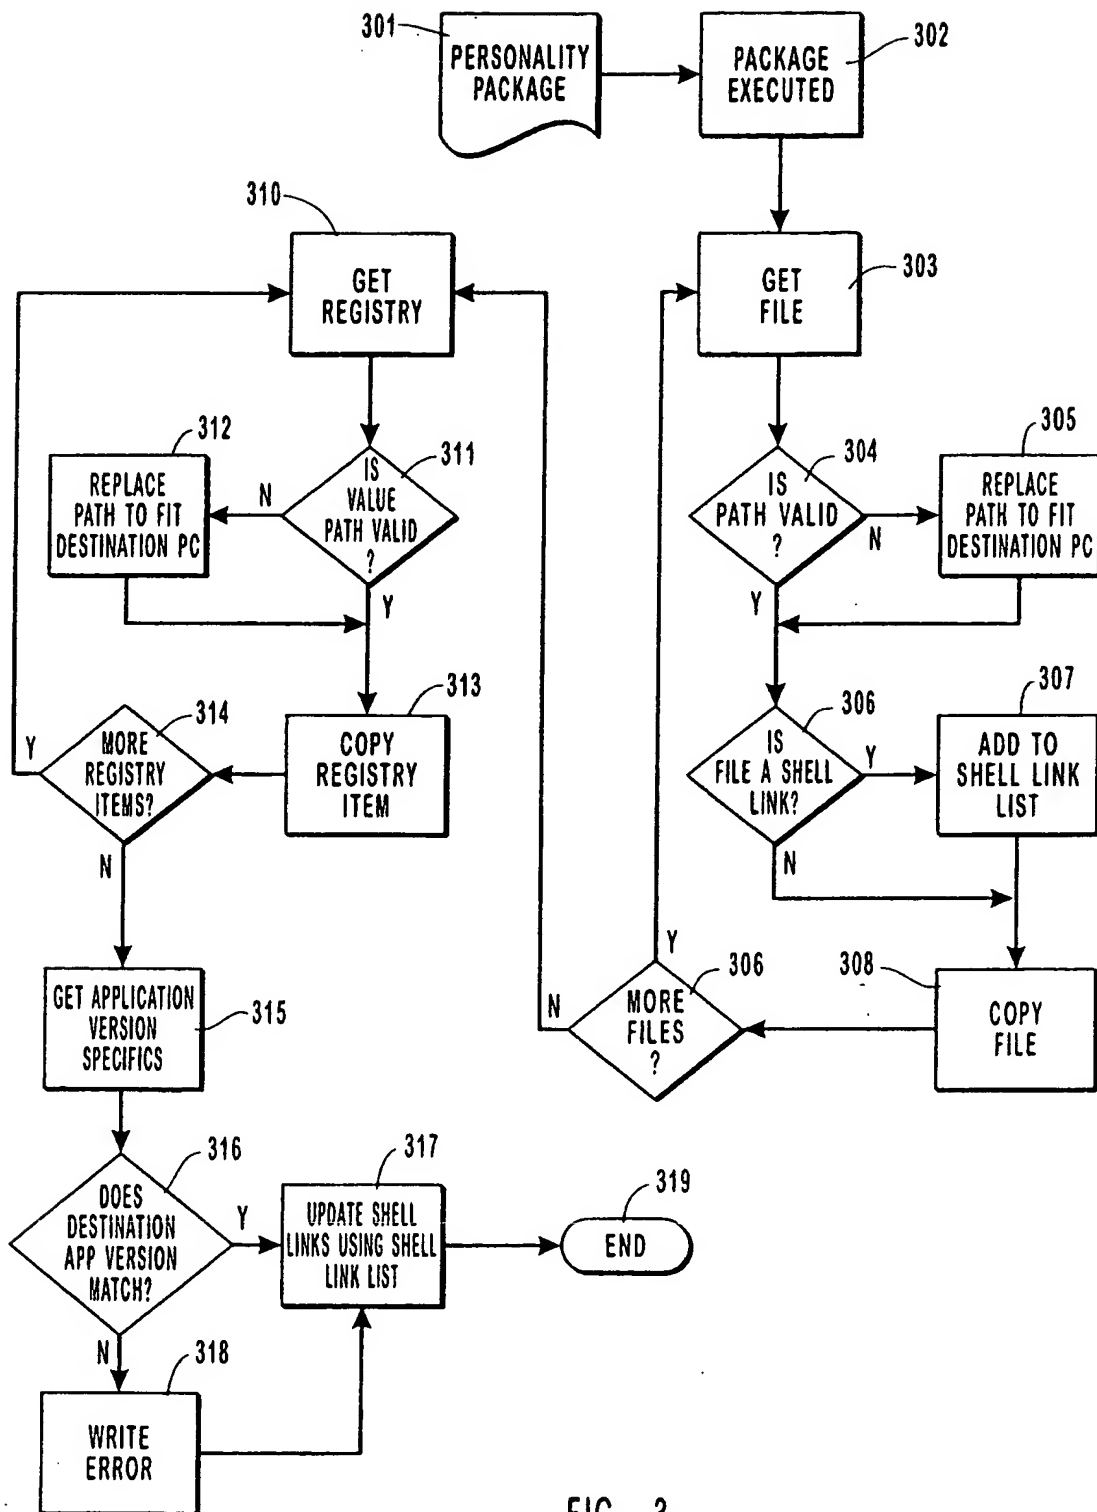 301
PERSONALITY
PACKAGE
302
PACKAGE
EXECUTED
310
GET
REGISTRY
GET
FILE
303
312
REPLACE
PATH TO FIT
DESTINATION PC
N
IS
VALUE
PATH VALID
?
311
Y
304
IS
PATH VALID
?
N
Y
305
REPLACE
PATH TO FIT
DESTINATION PC
314
MORE
REGISTRY
ITEMS?
Y
N
313
COPY
REGISTRY
ITEM
306
IS
FILE A SHELL
LINK?
Y
N
307
ADD TO
SHELL LINK
LIST
GET APPLICATION
VERSION
SPECIFICS
315
Y
306
MORE
FILES
?
N
308
COPY
FILE
316
DOES
DESTINATION
APP VERSION
MATCH?
Y
N
317
UPDATE SHELL
LINKS USING SHELL
LINK LIST
319
END
318
WRITE
ERROR